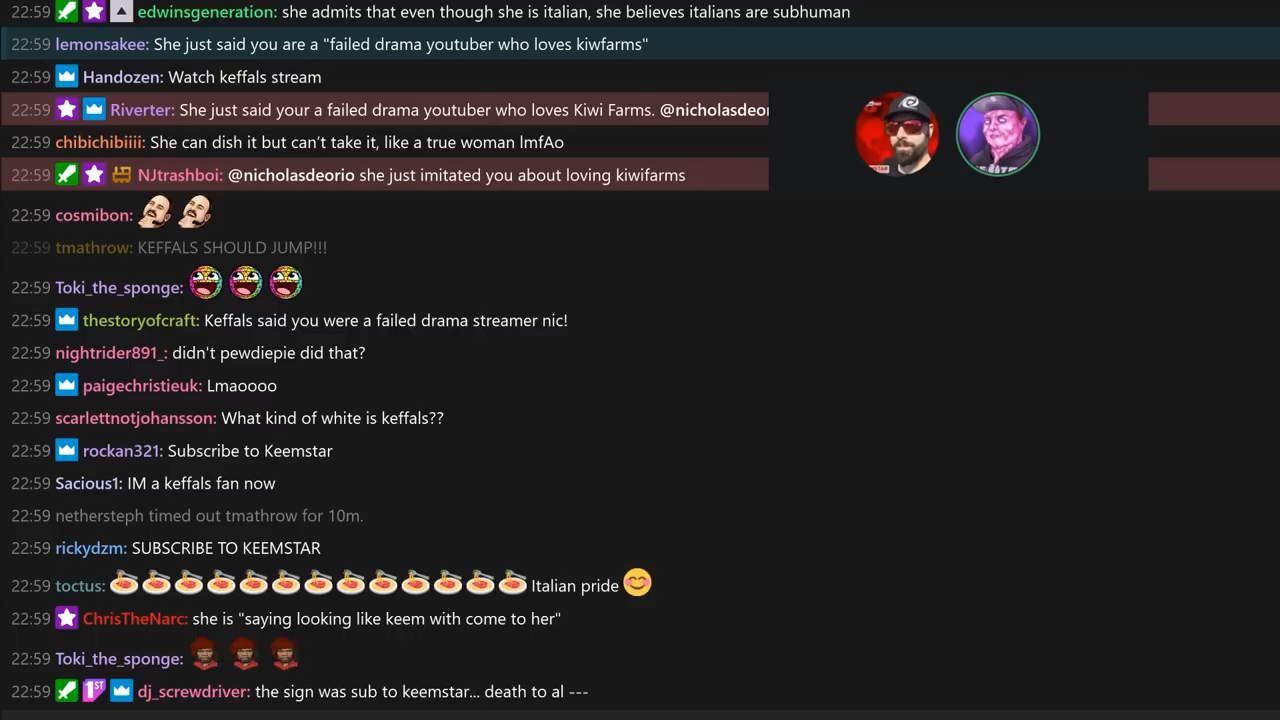 22:59 edwinsgeneration: she admits that even though she is italian, she believes italians are subhuman
22:59 lemonsakee: She just said you are a "failed drama youtuber who loves kiwfarms"
22:59 Handozen: Watch keffals stream
22:59 Riverter: She just said your a failed drama youtuber who loves Kiwi Farms. @nicholasdeor
22:59 chibichibiiii: She can dish it but can’t take it, like a true woman lmfAo
22:59 NJtrashboi: @nicholasdeorio she just imitated you about loving kiwifarms
22:59 cosmibon:
22:59 tmathrow: KEFFALS SHOULD JUMP!!!
22:59 Toki_the_sponge:
22:59 thestoryofcraft: Keffals said you were a failed drama streamer nic!
22:59 nightrider891_: didn't pewdiepie did that?
22:59 paigechristieuk: Lmaoooo
22:59 scarlettnotjohansson: What kind of white is keffals??
22:59 rockan321: Subscribe to Keemstar
22:59 Sacious1: IM a keffals fan now
22:59 nethersteph timed out tmathrow for 10m.
22:59 rickydzm: SUBSCRIBE TO KEEMSTAR
22:59 toctus: Italian pride
22:59 ChrisTheNarc: she is "saying looking like keem with come to her"
22:59 Toki_the_sponge:
22:59 1ST dj_screwdriver: the sign was sub to keemstar... death to al ---